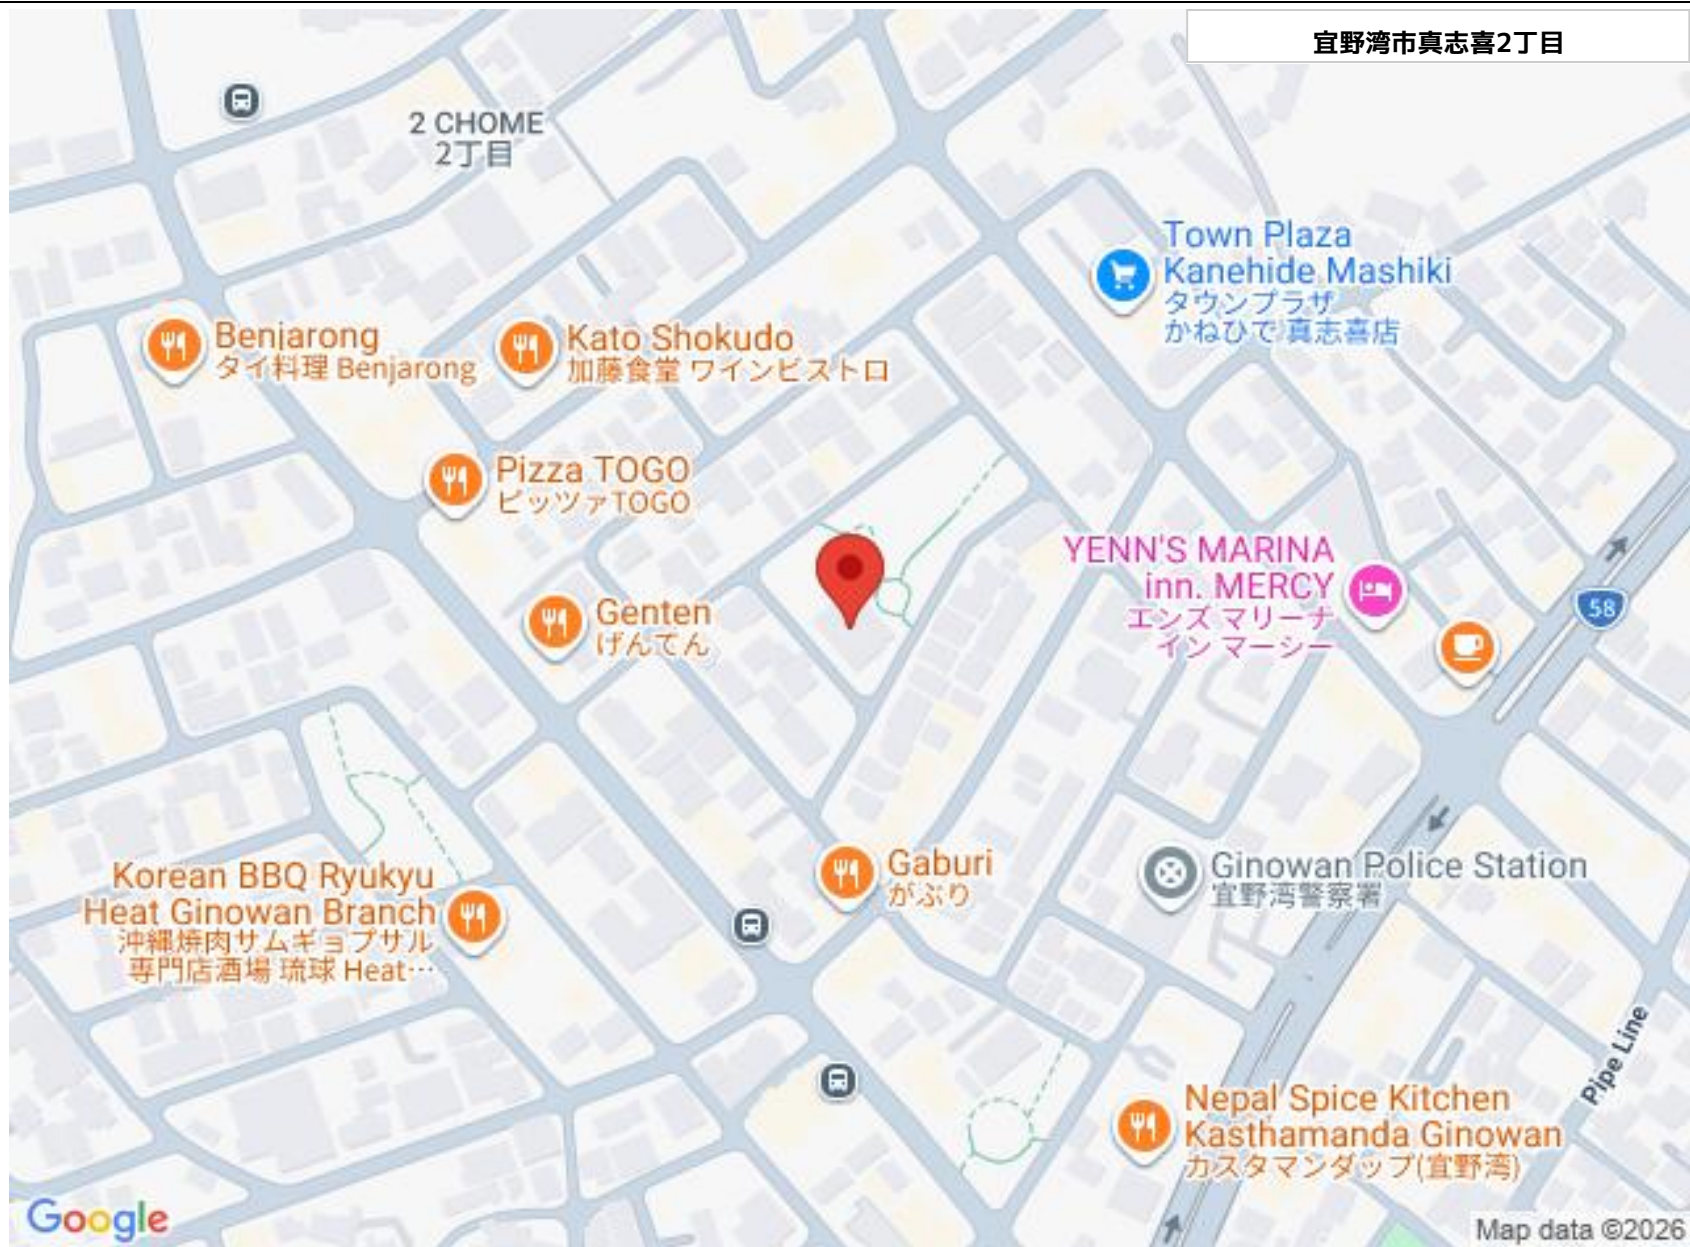 宜野湾市真志喜2丁目
2 CHOME
2丁目
Town Plaza
Kanehide Mashiki
タウンプラザ
かねひで 真志喜店
Benjarong
タイ料理 Benjarong
Kato Shokudo
加藤食堂 ワインビストロ
Pizza TOGO
ピッツァTOGO
YENN'S MARINA
inn. MERCY
エンズ マリーナ
イン マーシー
58
Genten
げんてん
Gaburi
がぶり
Ginowan Police Station
宜野湾警察署
Korean BBQ Ryukyu
Heat Ginowan Branch
沖縄焼肉サムギョプサル
専門店酒場 琉球 Heat…
Pipe Line
Nepal Spice Kitchen
Kasthamanda Ginowan
カスタマンダップ(宜野湾)
Google
Map data ©2026